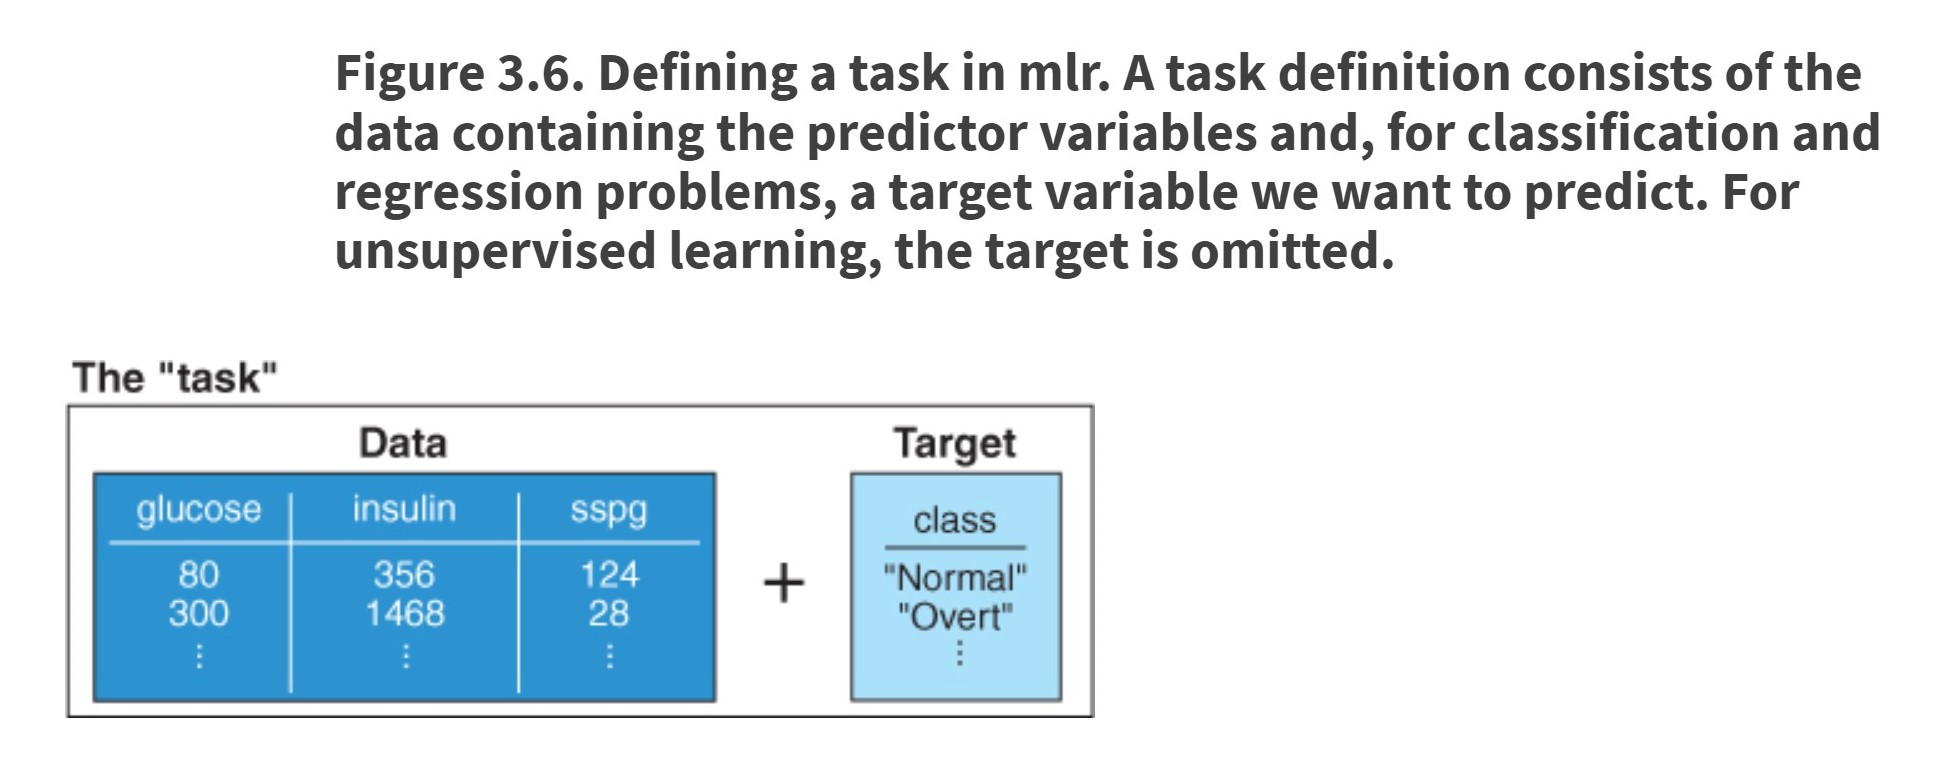 Figure 3.6. Defining a task in mlr. A task definition consists of the
data containing the predictor variables and, for classification and
regression problems, a target variable we want to predict. For
unsupervised learning, the target is omitted.
The "task"
Data
glucose insulin sspg
80 356 124
300 1468 28
⋮ ⋮ ⋮
+
Target
class
"Normal"
"Overt"
⋮